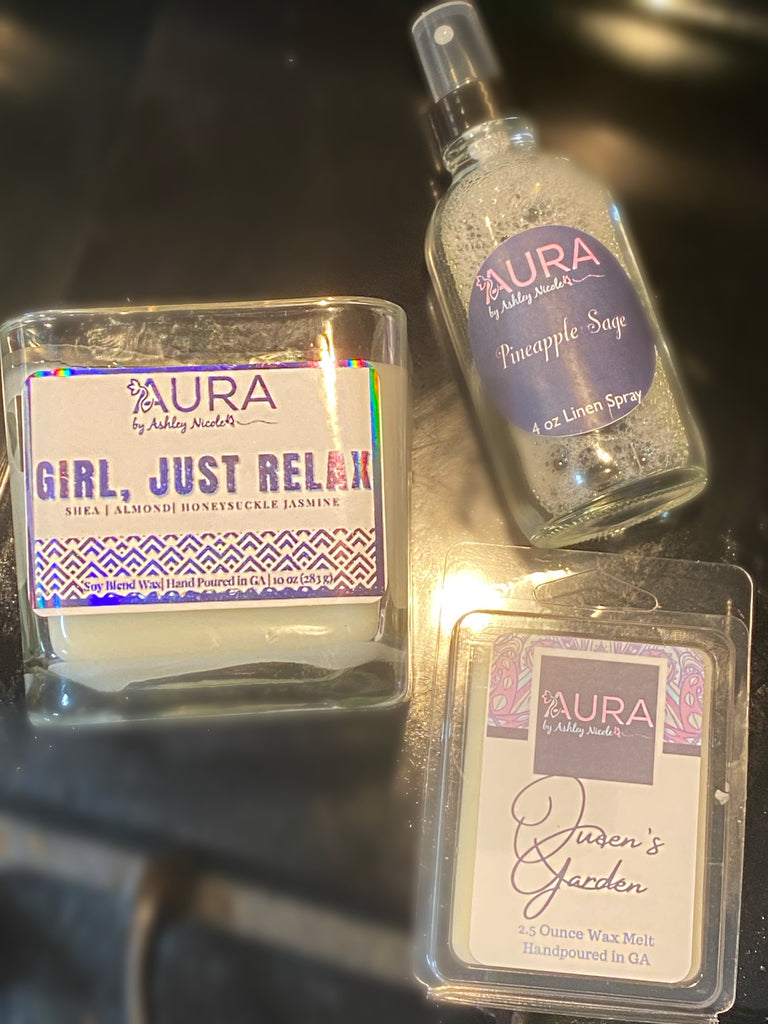 AURA
by Ashley Nicole
Pineapple Sage
4 oz Linen Spray
AURA
by Ashley Nicole
GIRL, JUST RELAX
SHEA | ALMOND| HONEYSUCKLE JASMINE
Soy Blend Wax| Hand Poured in GA | 10 oz (283 g)
AURA
by Ashley Nicole
Queen's
Garden
2.5 Ounce Wax Melt
Handpoured in GA